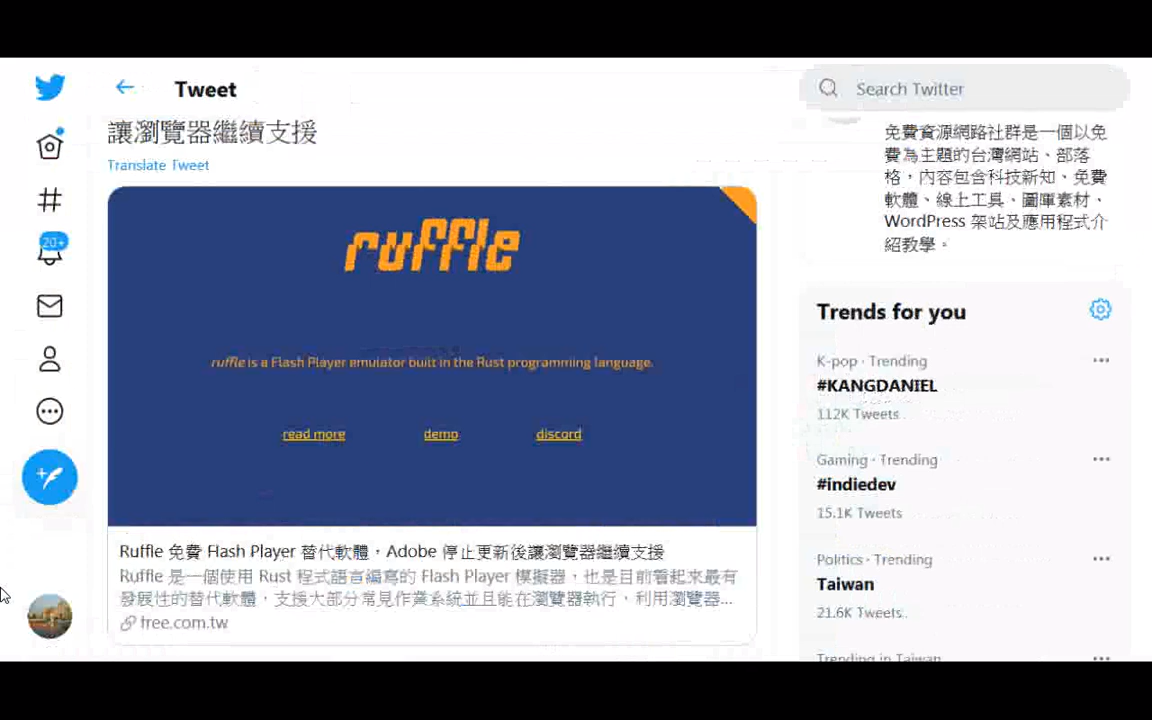 Tweet
讓瀏覽器繼續支援
Translate Tweet
ruffle
ruffle is a Flash Player emulator built in the Rust programming language.
read more
demo
discord
Ruffle 免費 Flash Player 替代軟體，Adobe 停止更新後讓瀏覽器繼續支援
Ruffle 是一個使用 Rust 程式語言編寫的 Flash Player 模擬器，也是目前看起來最有
發展性的替代軟體，支援大部分常見作業系統並且能在瀏覽器執行，利用瀏覽器...
free.com.tw
20+
Search Twitter
免費資源網路社群是一個以免
費為主題的台灣網站、部落
格，內容包含科技新知、免費
軟體、線上工具、圖庫素材、
WordPress 架站及應用程式介
紹教學。
Trends for you
K-pop · Trending
#KANGDANIEL
112K Tweets
Gaming · Trending
#indiedev
15.1K Tweets
Politics · Trending
Taiwan
21.6K Tweets
Trending in Taiwan